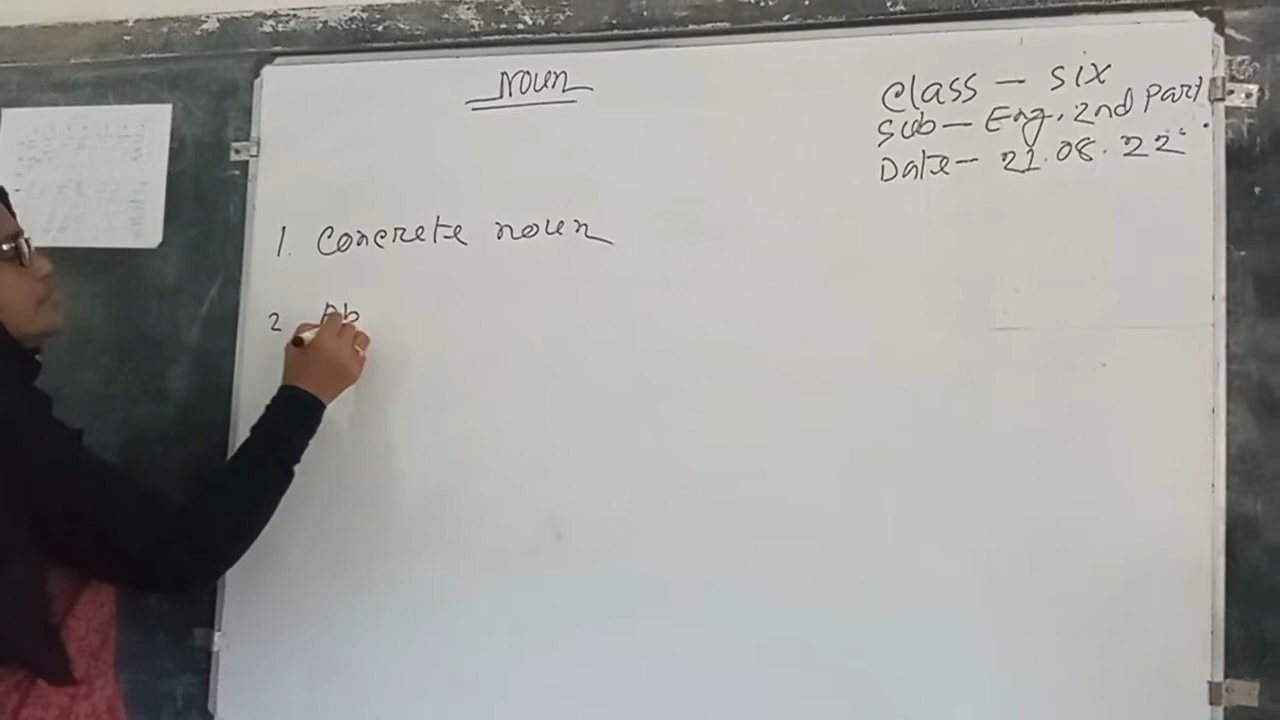 Noun
Class – Six
Sub – Eng. 2nd part.
Date – 21.08.22
1. Concrete noun
2 Ab